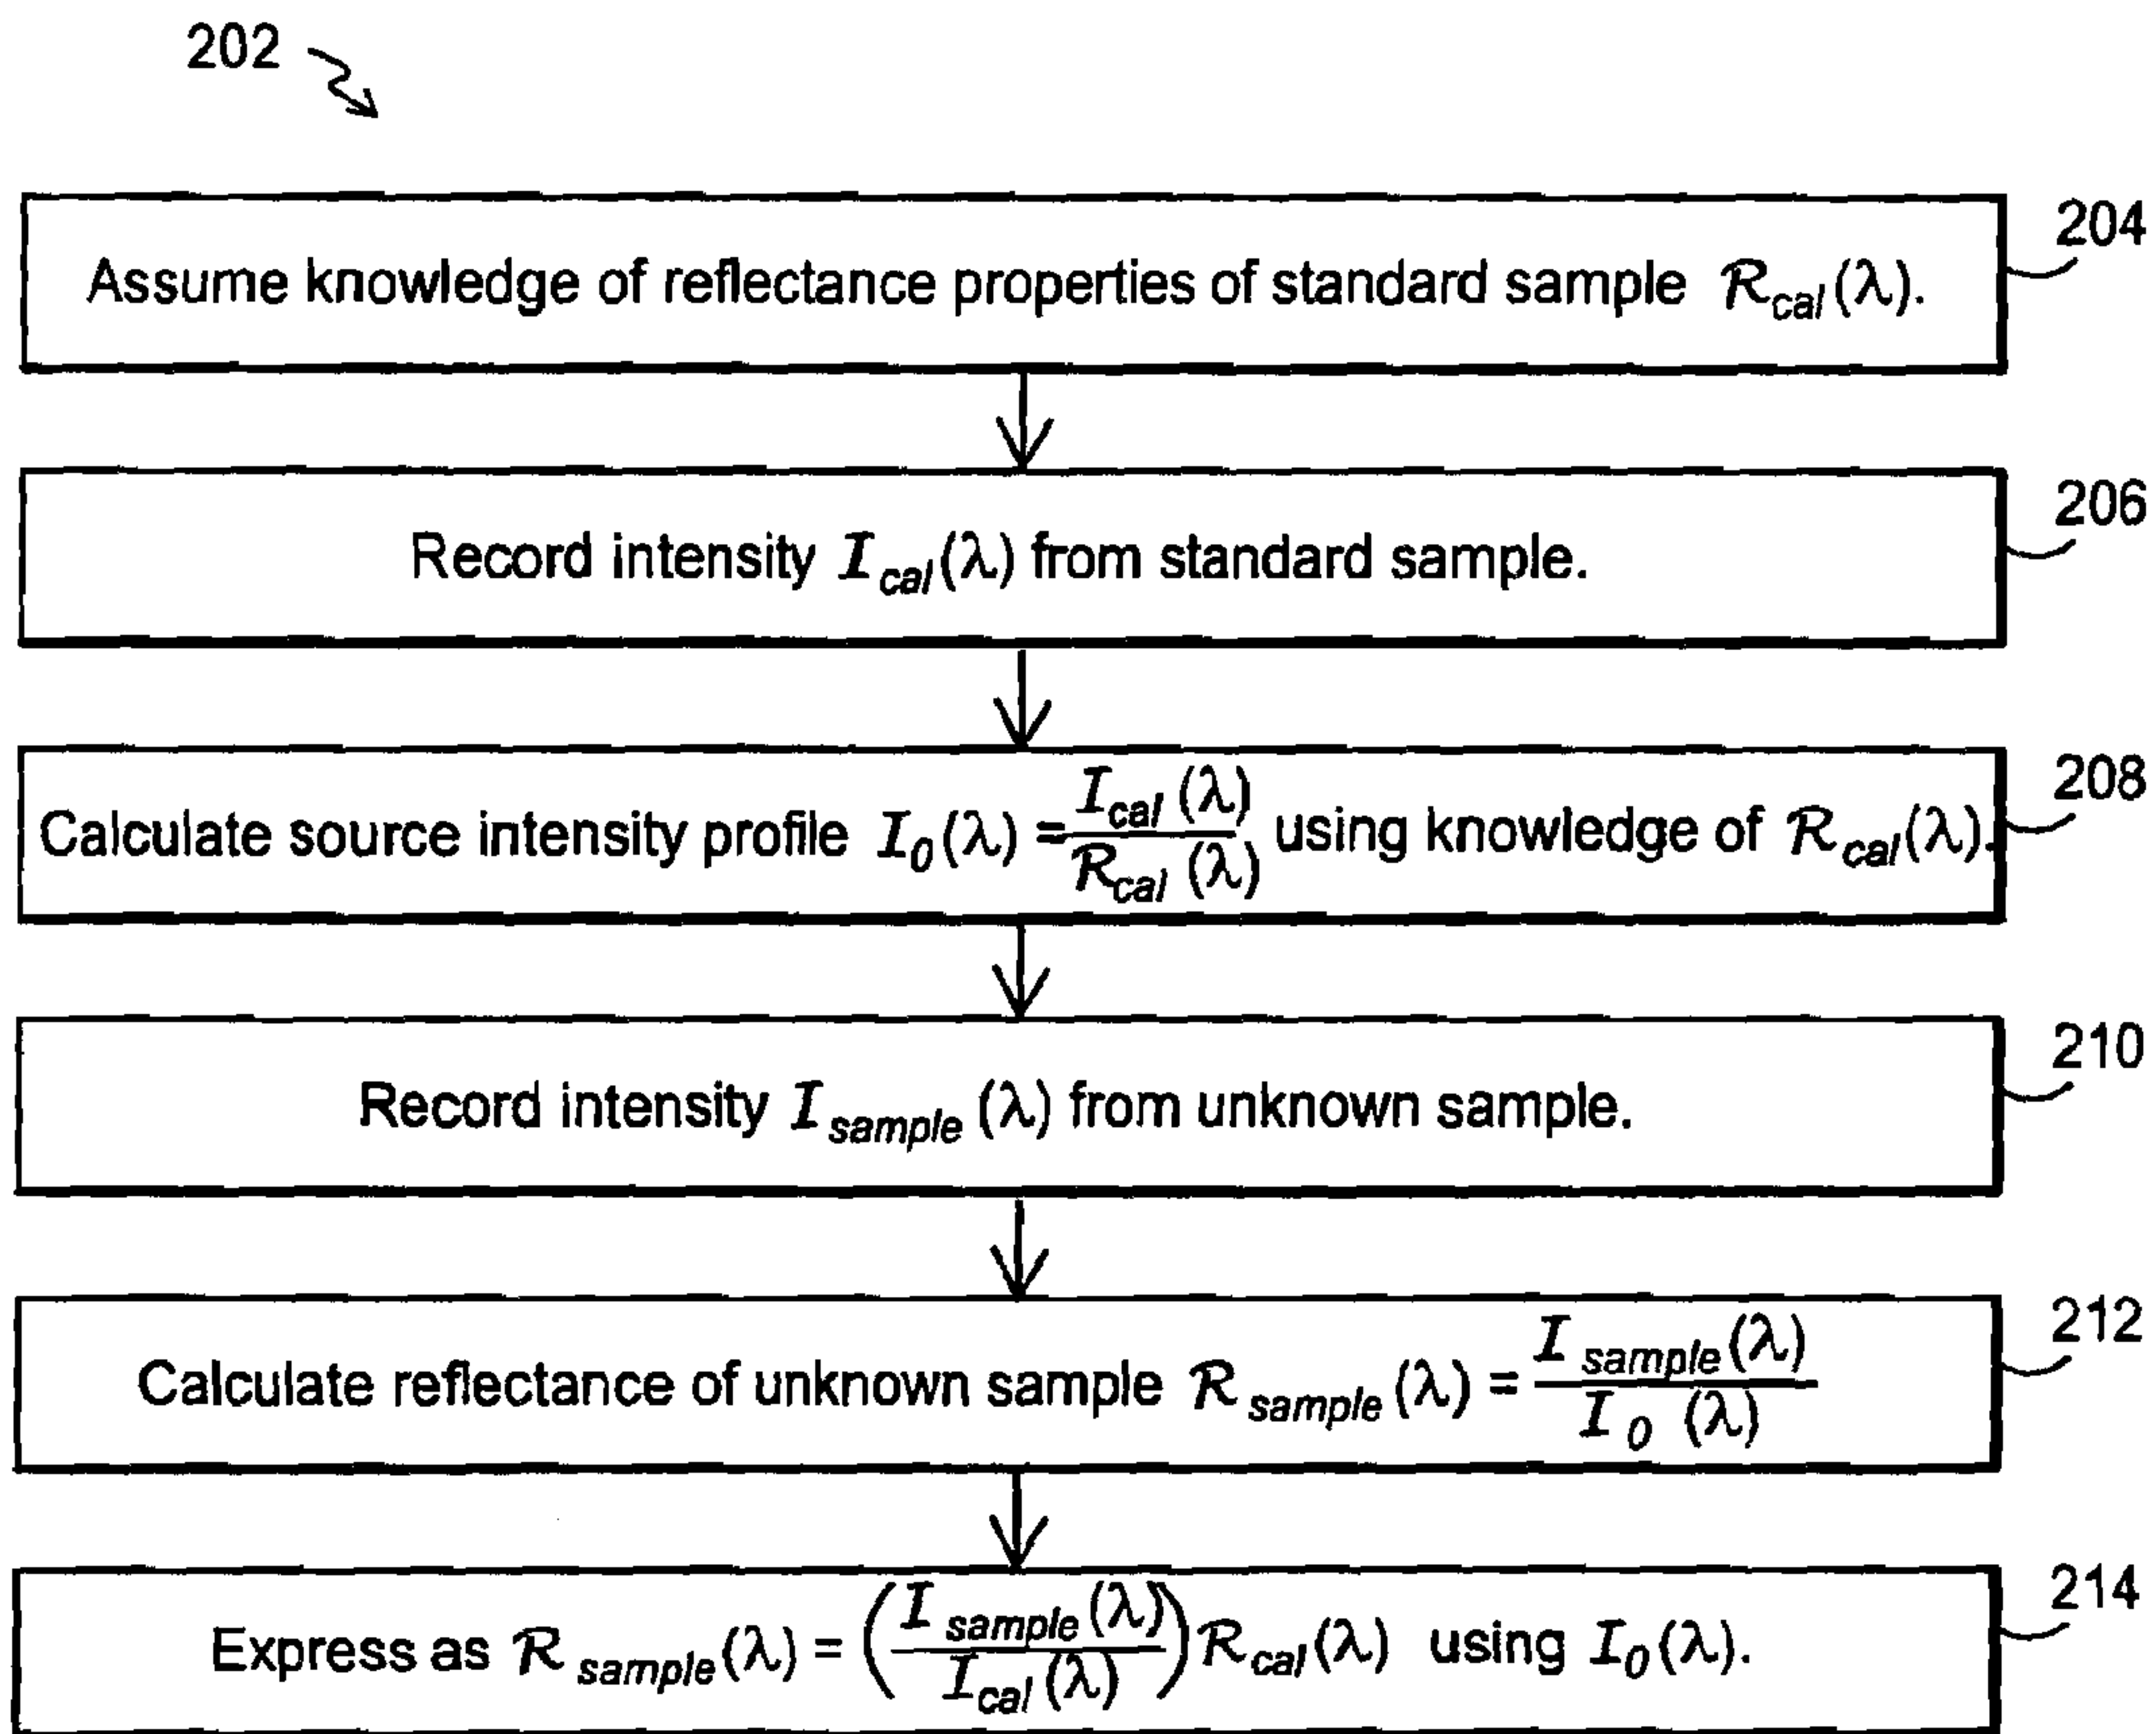 202
Assume knowledge of reflectance properties of standard sample ℛcal(λ).
204
Record intensity Ical(λ) from standard sample.
206
Calculate source intensity profile I0(λ) = Ical(λ) / ℛcal(λ) using knowledge of ℛcal(λ).
208
Record intensity Isample(λ) from unknown sample.
210
Calculate reflectance of unknown sample ℛsample(λ) = Isample(λ) / I0(λ)
212
Express as ℛsample(λ) = (Isample(λ) / Ical(λ)) ℛcal(λ) using I0(λ).
214